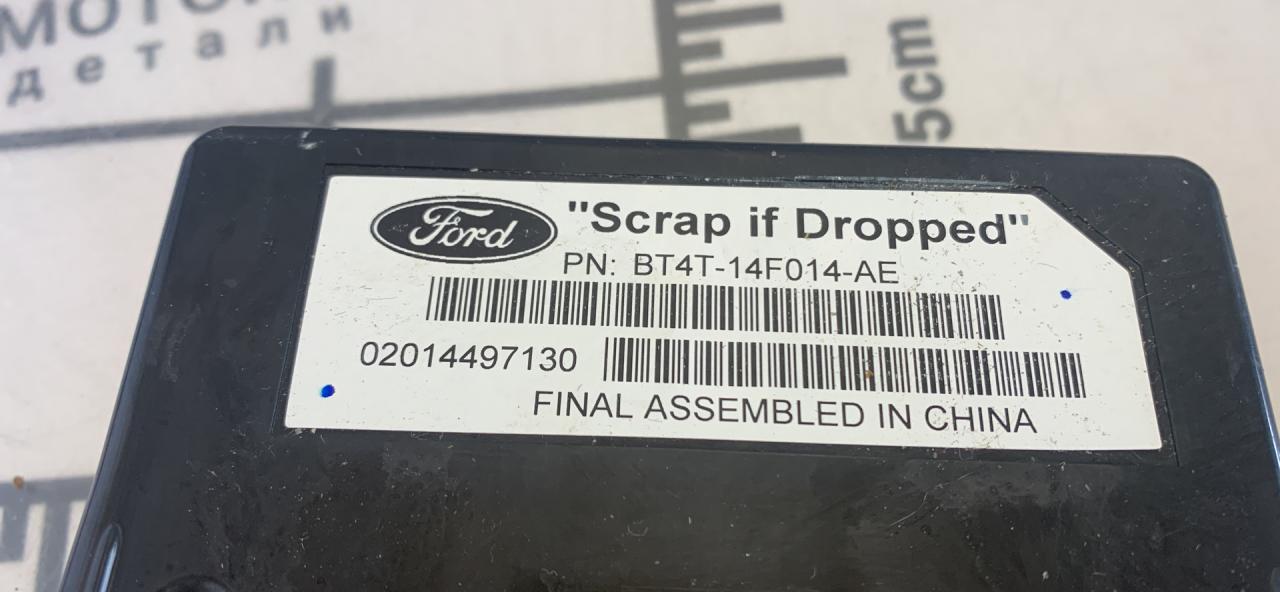 МОТО
детали
5cm
Ford "Scrap if Dropped"
PN: BT4T-14F014-AE
02014497130
FINAL ASSEMBLED IN CHINA